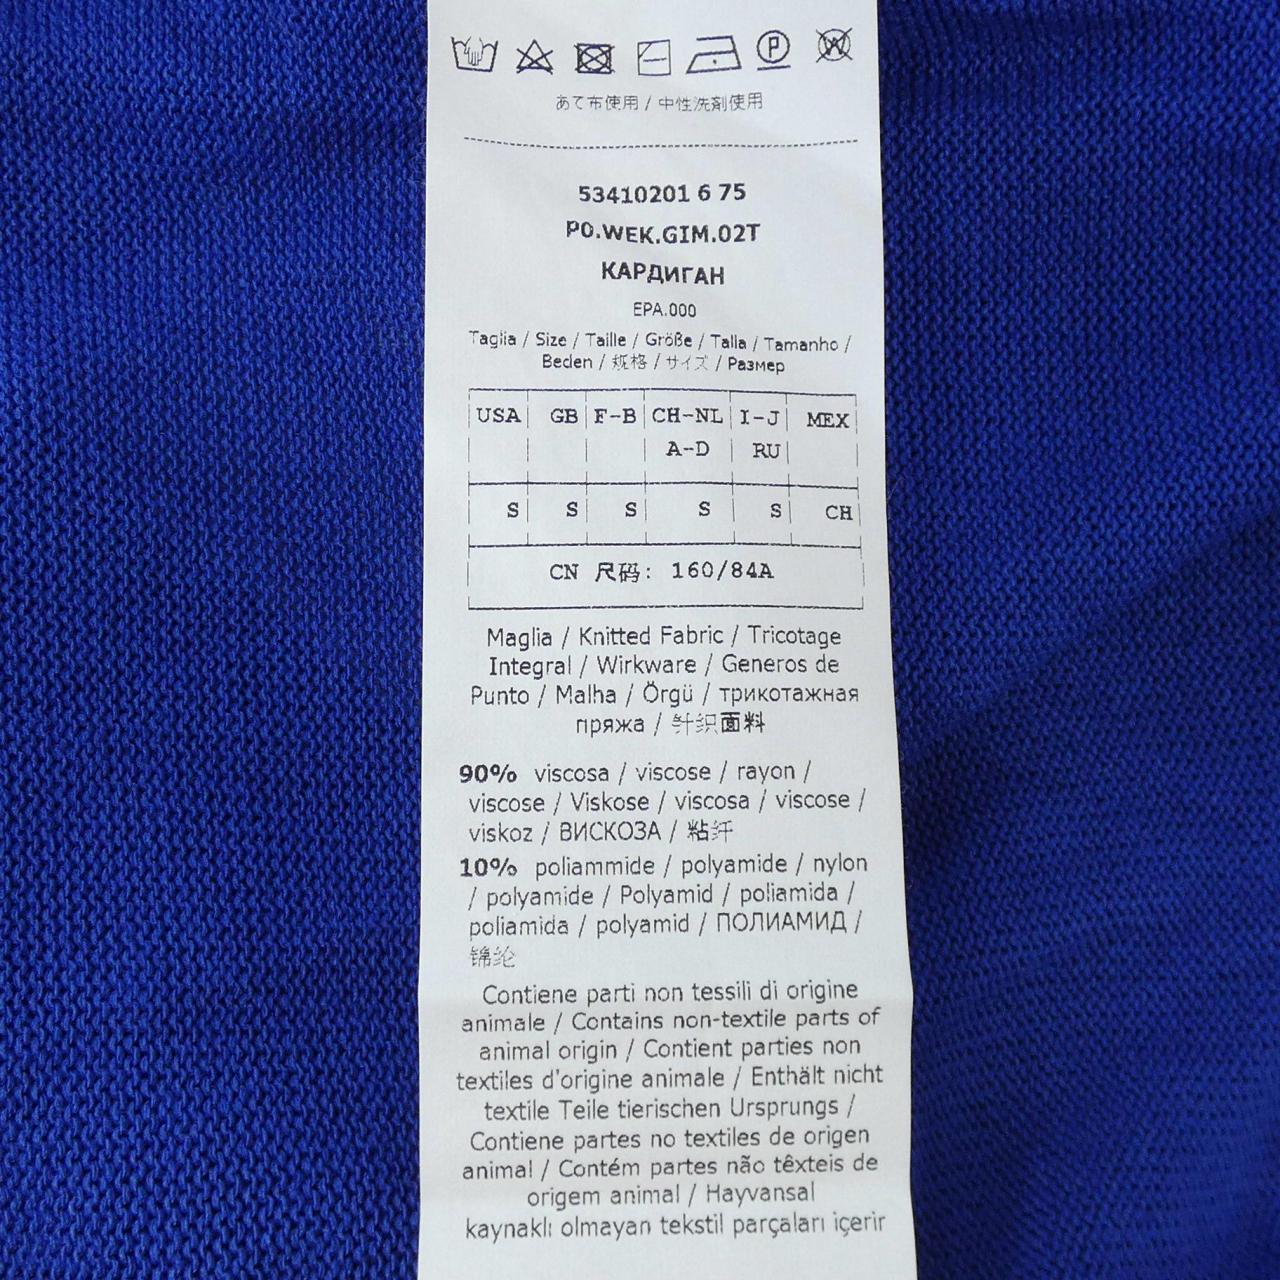 あて布使用 / 中性洗剤使用
53410201 6 75
PO.WEK.GIM.02T
КАРДИГАН
EPA.000
Taglia / Size / Taille / Größe / Talla / Tamanho /
Beden / 规格 / サイズ / Размер
USA GB F-B CH-NL I-J MEX
A-D RU
S S S S S CH
CN 尺码: 160/84A
Maglia / Knitted Fabric / Tricotage
Integral / Wirkware / Generos de
Punto / Malha / Örgü / трикотажная
пряжа / 针织面料
90% viscosa / viscose / rayon /
viscose / Viskose / viscosa / viscose /
viskoz / ВИСКОЗА / 粘纤
10% poliammide / polyamide / nylon
/ polyamide / Polyamid / poliamida /
poliamida / polyamid / ПОЛИАМИД /
锦纶
Contiene parti non tessili di origine
animale / Contains non-textile parts of
animal origin / Contient parties non
textiles d'origine animale / Enthält nicht
textile Teile tierischen Ursprungs /
Contiene partes no textiles de origen
animal / Contém partes não têxteis de
origem animal / Hayvansal
kaynaklı olmayan tekstil parçaları içerir